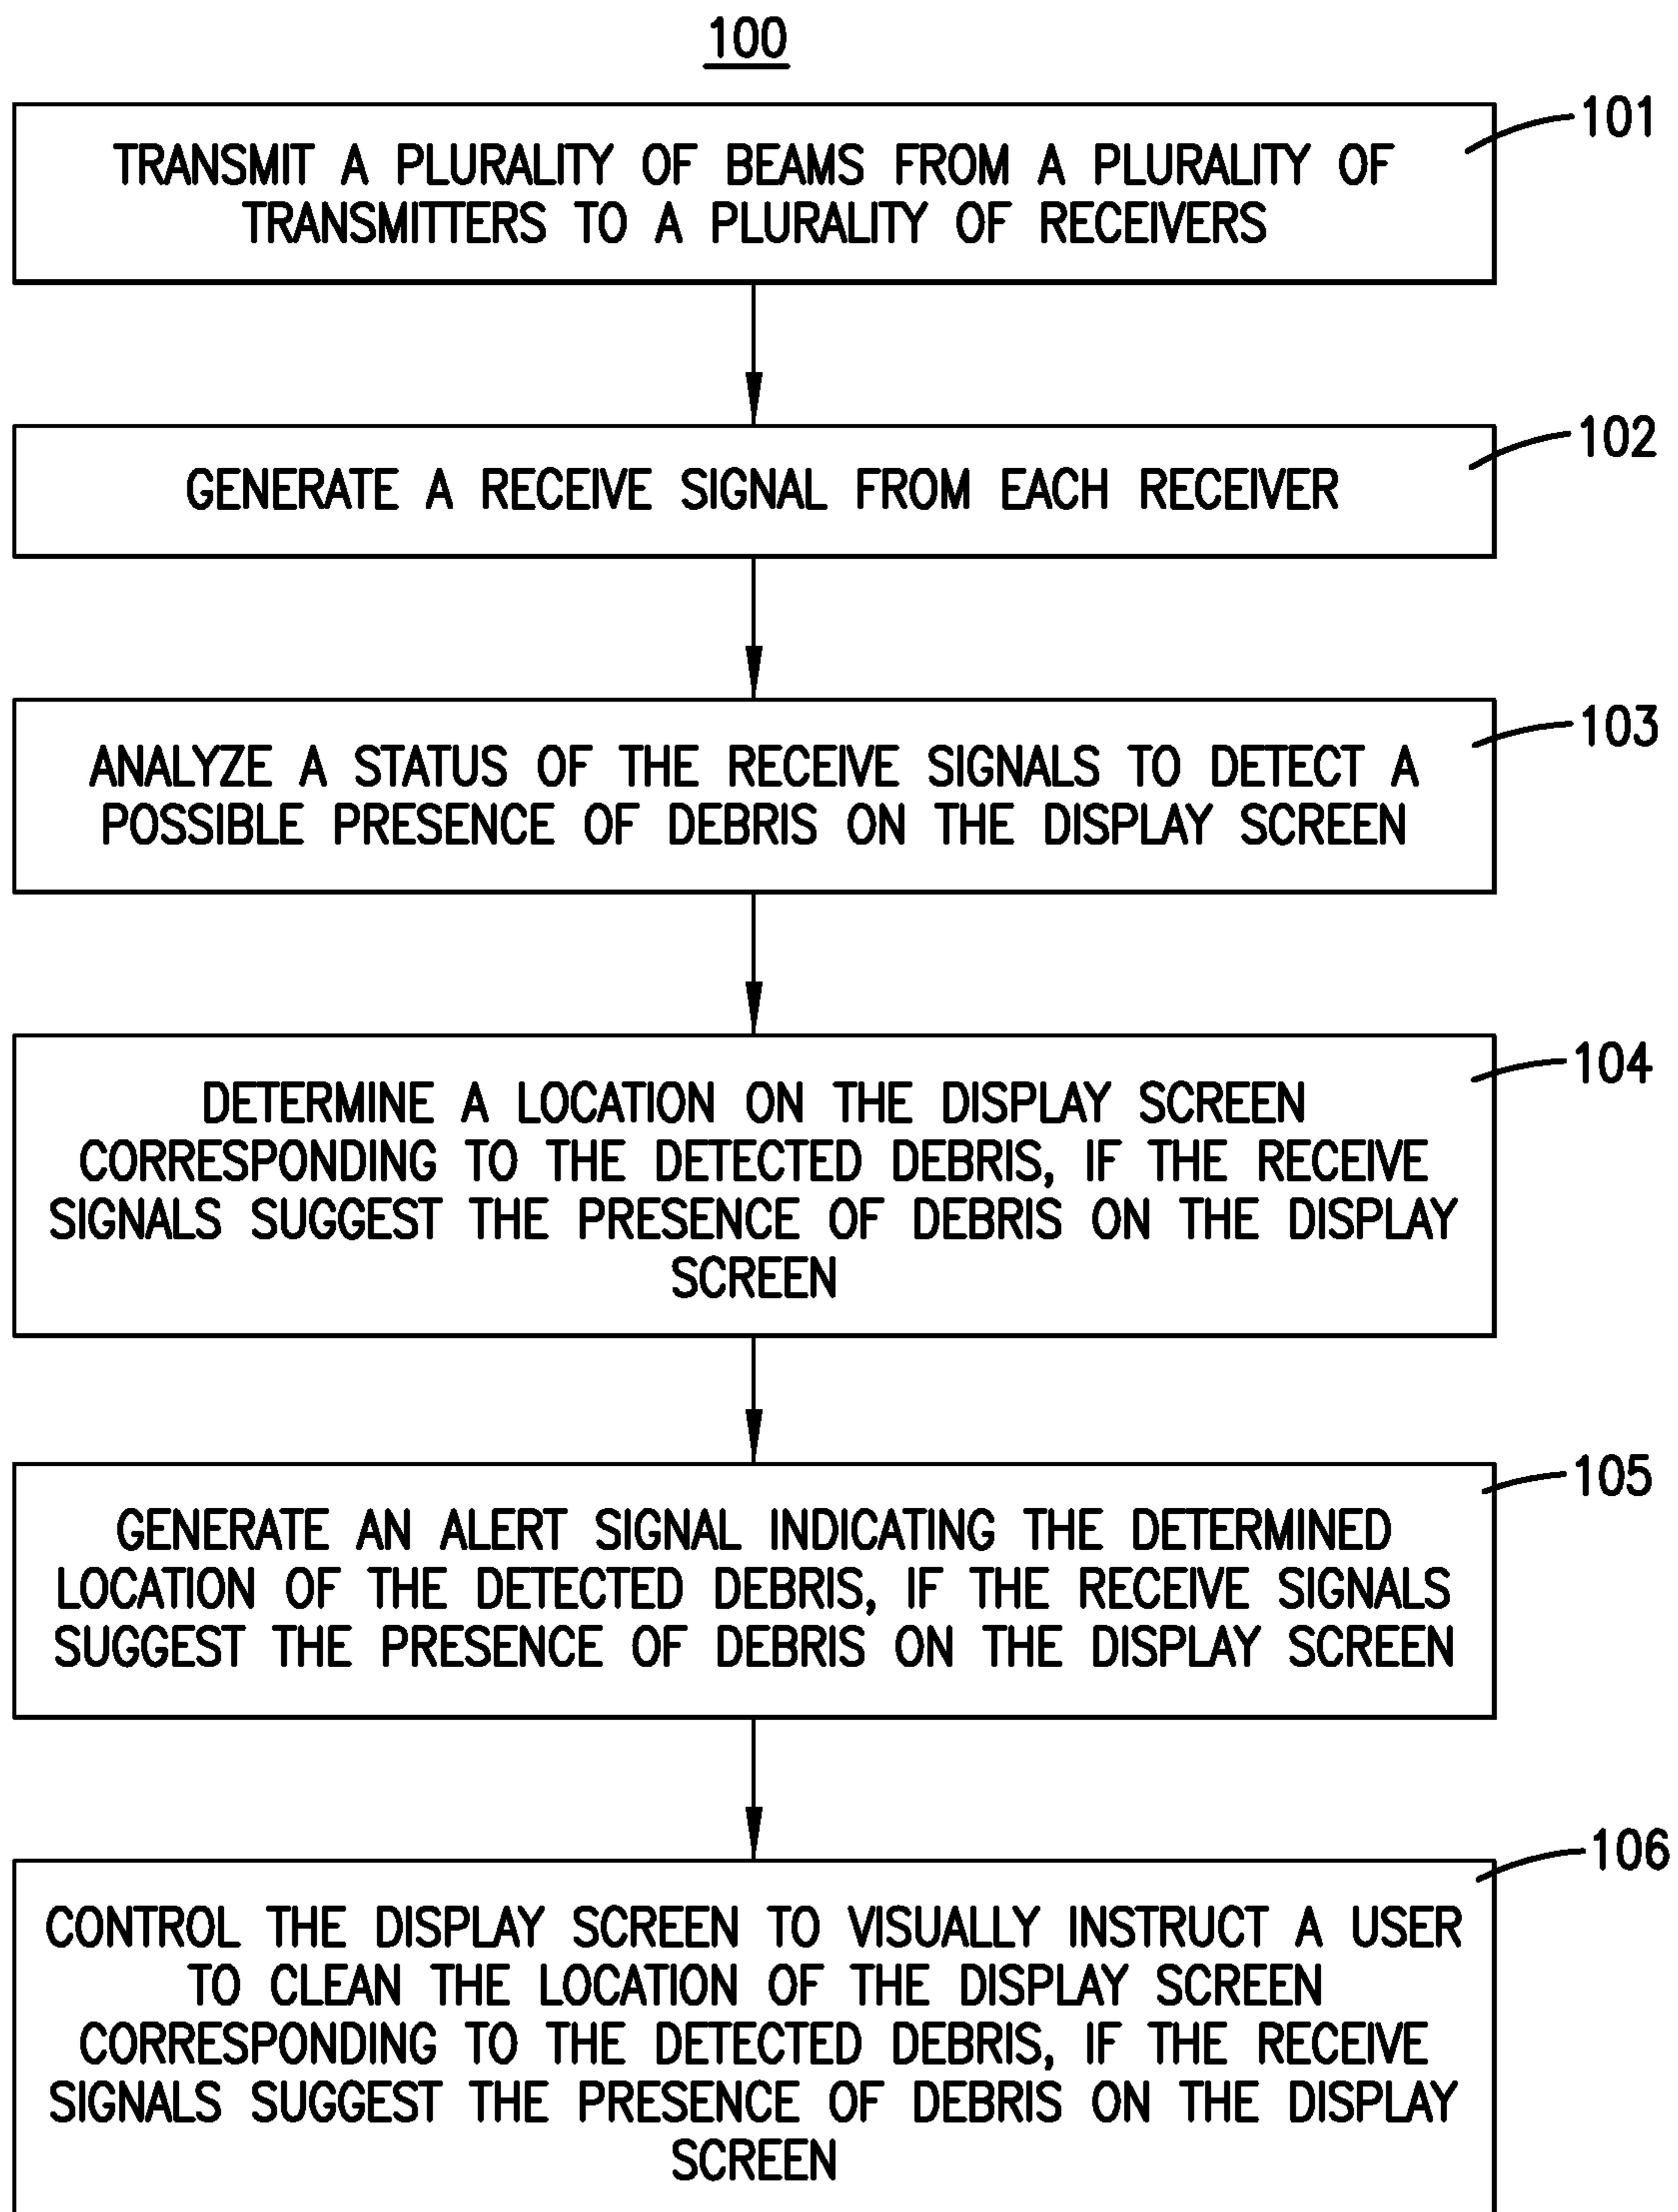 100
101
TRANSMIT A PLURALITY OF BEAMS FROM A PLURALITY OF
TRANSMITTERS TO A PLURALITY OF RECEIVERS
102
GENERATE A RECEIVE SIGNAL FROM EACH RECEIVER
103
ANALYZE A STATUS OF THE RECEIVE SIGNALS TO DETECT A
POSSIBLE PRESENCE OF DEBRIS ON THE DISPLAY SCREEN
104
DETERMINE A LOCATION ON THE DISPLAY SCREEN
CORRESPONDING TO THE DETECTED DEBRIS, IF THE RECEIVE
SIGNALS SUGGEST THE PRESENCE OF DEBRIS ON THE DISPLAY
SCREEN
105
GENERATE AN ALERT SIGNAL INDICATING THE DETERMINED
LOCATION OF THE DETECTED DEBRIS, IF THE RECEIVE SIGNALS
SUGGEST THE PRESENCE OF DEBRIS ON THE DISPLAY SCREEN
106
CONTROL THE DISPLAY SCREEN TO VISUALLY INSTRUCT A USER
TO CLEAN THE LOCATION OF THE DISPLAY SCREEN
CORRESPONDING TO THE DETECTED DEBRIS, IF THE RECEIVE
SIGNALS SUGGEST THE PRESENCE OF DEBRIS ON THE DISPLAY
SCREEN